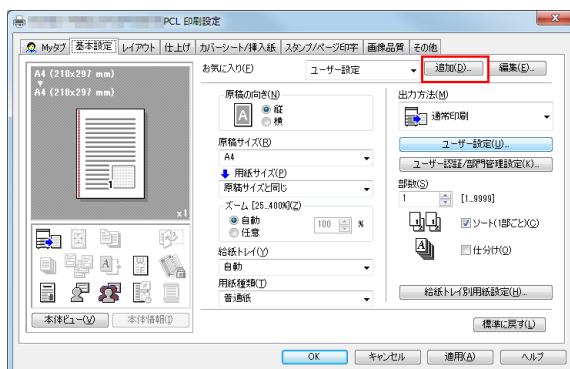 PCL 印刷設定
Myタブ 基本設定 レイアウト 仕上げ カバーシート/挿入紙 スタンプ/ページ印字 画像品質 その他
A4 (210x297 mm)
A4 (210x297 mm)
1
x1
本体ビュー(V)
本体情報(I)
お気に入り(F)
ユーザー設定
追加(D)...
編集(E)...
原稿の向き(N)
A
縦
横
原稿サイズ(R)
A4
用紙サイズ(P)
原稿サイズと同じ
ズーム [25..400%](Z)
自動
任意
100 %
給紙トレイ(Y)
自動
用紙種類(T)
普通紙
出力方法(M)
通常印刷
ユーザー設定(U)...
ユーザー認証/部門管理設定(K)...
部数(S)
1
[1..9999]
ソート(1部ごと)(C)
仕分け(O)
給紙トレイ別用紙設定(H)...
標準に戻す(L)
OK
キャンセル
適用(A)
ヘルプ